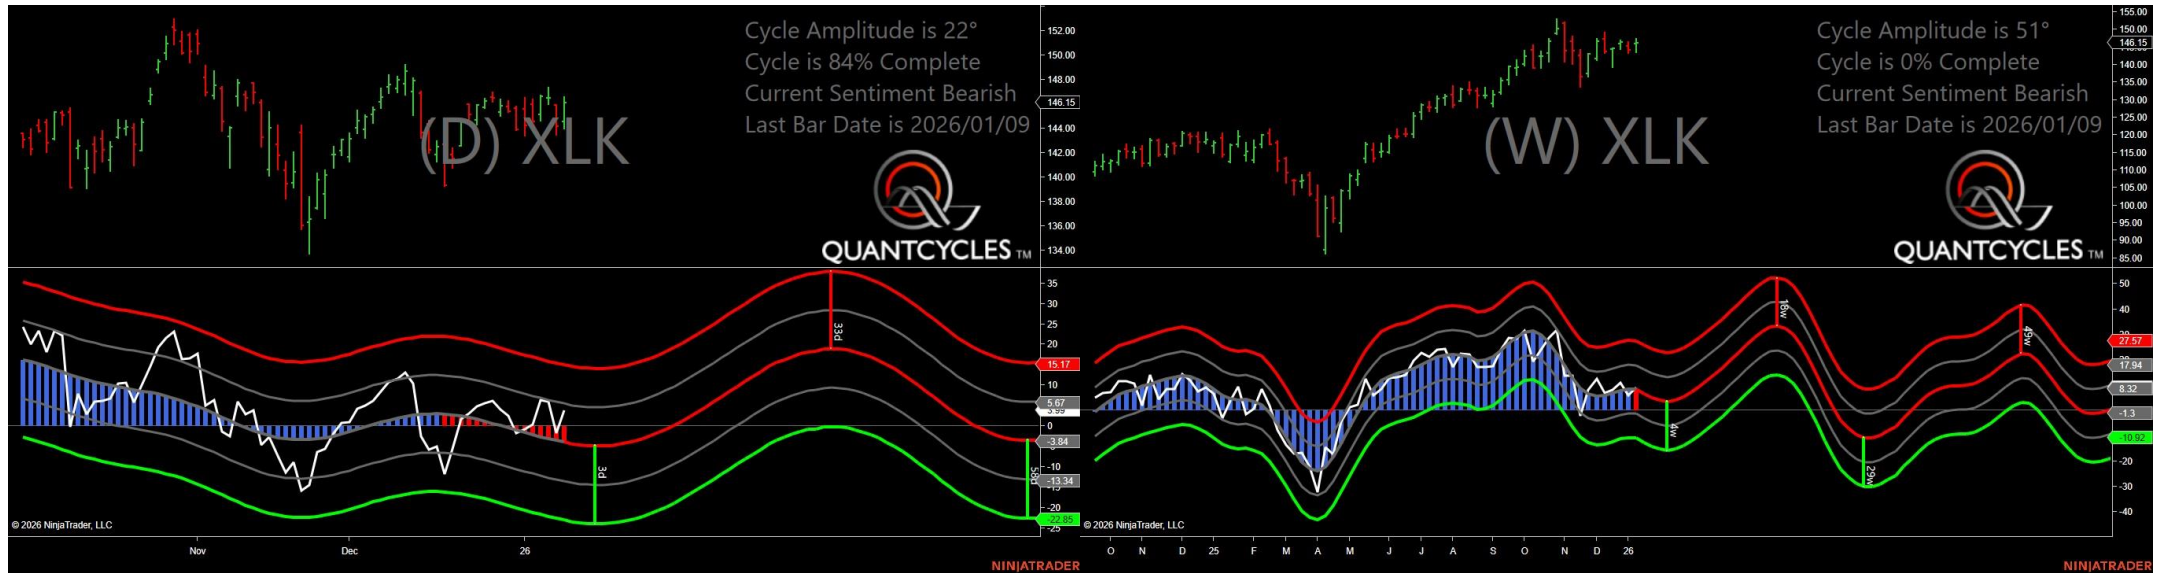 Cycle Amplitude is 22°
Cycle is 84% Complete
Current Sentiment Bearish
Last Bar Date is 2026/01/09
(D) XLK
QUANTCYCLES TM
152.00
150.00
148.00
146.15
144.00
142.00
140.00
138.00
136.00
134.00
35
30
25
20
15.17
10
5.67
3.99
0
-3.84
-10
-13.34
-20
-22.85
-25
33d
3d
58d
© 2026 NinjaTrader, LLC
Nov
Dec
26
NINJATRADER
Cycle Amplitude is 51°
Cycle is 0% Complete
Current Sentiment Bearish
Last Bar Date is 2026/01/09
(W) XLK
QUANTCYCLES TM
155.00
150.00
146.15
140.00
135.00
130.00
125.00
120.00
115.00
110.00
105.00
100.00
95.00
90.00
85.00
50
40
27.57
17.94
8.32
-1.3
-10.92
-20
-30
-40
18w
49w
4w
29w
© 2026 NinjaTrader, LLC
O N D 25 F M A M J J A S O N D 26
NINJATRADER